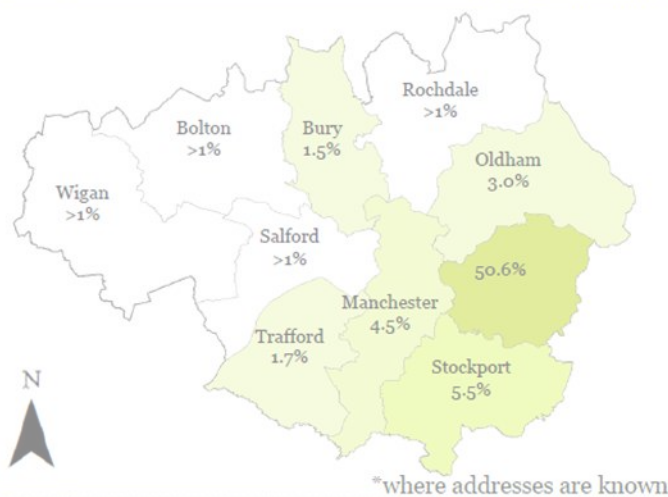 Rochdale
>1%
Bolton
>1%
Bury
1.5%
Oldham
3.0%
Wigan
>1%
Salford
>1%
50.6%
Manchester
4.5%
Trafford
1.7%
Stockport
5.5%
N
*where addresses are known